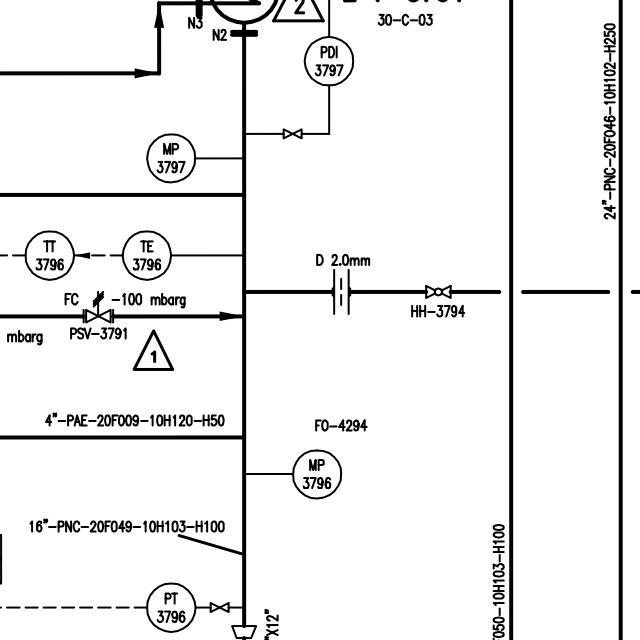 N3
2
30-C-03
N2
PDI
3797
MP
3797
24"-PNC-20F046-10H102-H250
TT
3796
TE
3796
D 2.0mm
HH-3794
FC
-100 mbarg
PSV-3791
mbarg
1
4"-PAE-20F009-10H120-H50
FO-4294
MP
3796
16"-PNC-20F049-10H103-H100
PT
3796
"X12"
F050-10H103-H100